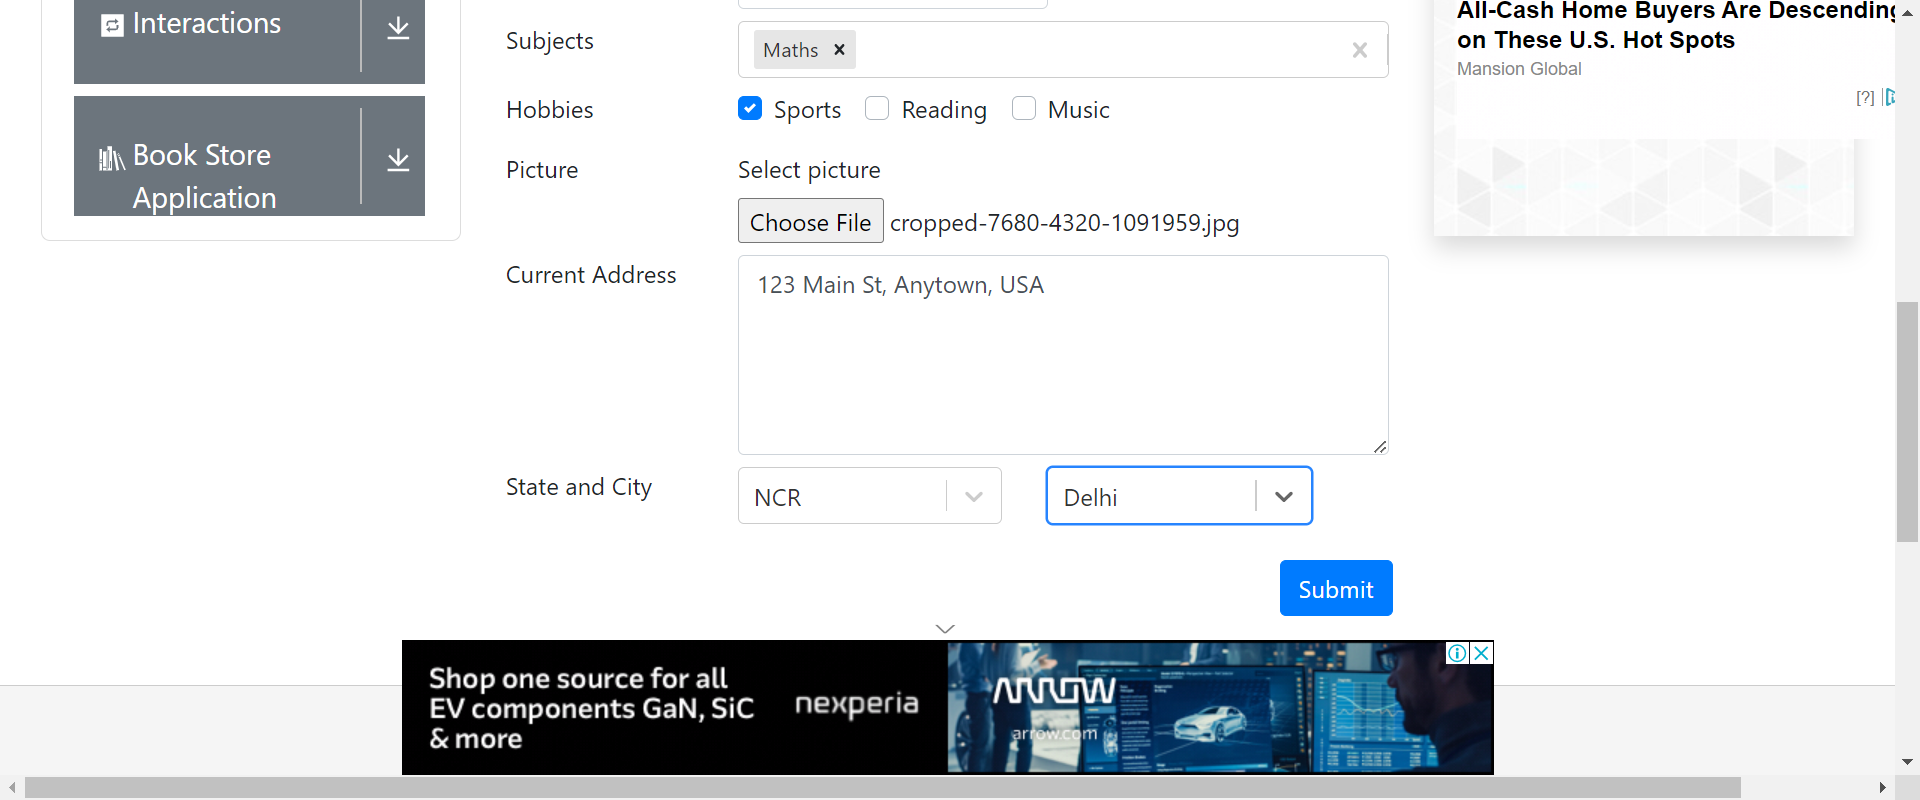 Interactions
Book Store
Application
Subjects
Maths
Hobbies
Sports
Reading
Music
Picture
Select picture
Choose File
cropped-7680-4320-1091959.jpg
Current Address
123 Main St, Anytown, USA
State and City
NCR
Delhi
Submit
All-Cash Home Buyers Are Descending
on These U.S. Hot Spots
Mansion Global
[?]
Shop one source for all
EV components GaN, SiC
& more
nexperia
ARROW
arrow.com